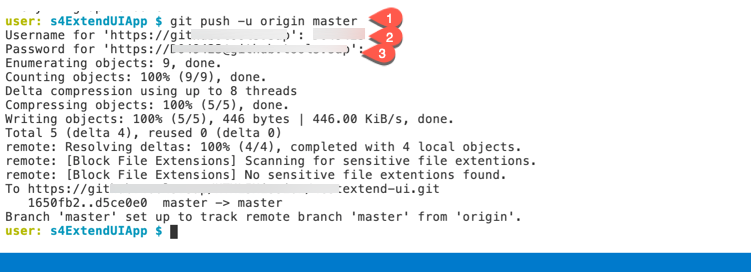 user: s4ExtendUIApp $ git push -u origin master 1
Username for 'https://git 2
Password for 'https:// 3
Enumerating objects: 9, done.
Counting objects: 100% (9/9), done.
Delta compression using up to 8 threads
Compressing objects: 100% (5/5), done.
Writing objects: 100% (5/5), 446 bytes | 446.00 KiB/s, done.
Total 5 (delta 4), reused 0 (delta 0)
remote: Resolving deltas: 100% (4/4), completed with 4 local objects.
remote: [Block File Extensions] Scanning for sensitive file extentions.
remote: [Block File Extensions] No sensitive file extentions found.
To https://git extend-ui.git
1650fb2..d5ce0e0 master -> master
Branch 'master' set up to track remote branch 'master' from 'origin'.
user: s4ExtendUIApp $